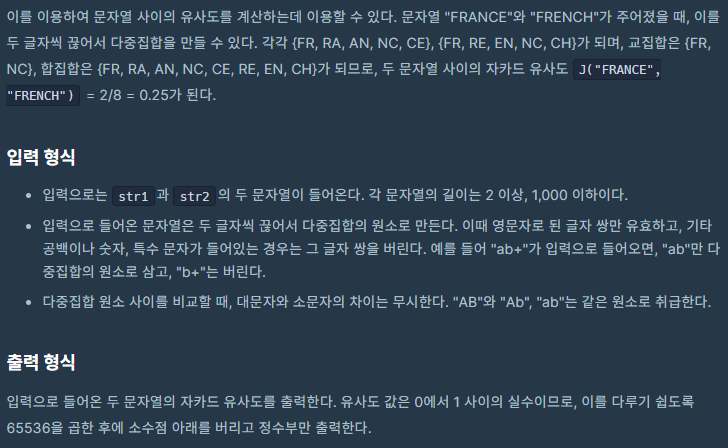 이를 이용하여 문자열 사이의 유사도를 계산하는데 이용할 수 있다. 문자열 "FRANCE"와 "FRENCH"가 주어졌을 때, 이를
두 글자씩 끊어서 다중집합을 만들 수 있다. 각각 {FR, RA, AN, NC, CE}, {FR, RE, EN, NC, CH}가 되며, 교집합은 {FR,
NC}, 합집합은 {FR, RA, AN, NC, CE, RE, EN, CH}가 되므로, 두 문자열 사이의 자카드 유사도 J("FRANCE",
"FRENCH") = 2/8 = 0.25가 된다.
입력 형식
• 입력으로는 str1 과 str2 의 두 문자열이 들어온다. 각 문자열의 길이는 2 이상, 1,000 이하이다.
• 입력으로 들어온 문자열은 두 글자씩 끊어서 다중집합의 원소로 만든다. 이때 영문자로 된 글자 쌍만 유효하고, 기타
공백이나 숫자, 특수 문자가 들어있는 경우는 그 글자 쌍을 버린다. 예를 들어 "ab+"가 입력으로 들어오면, "ab"만 다
중집합의 원소로 삼고, "b+"는 버린다.
• 다중집합 원소 사이를 비교할 때, 대문자와 소문자의 차이는 무시한다. "AB"와 "Ab", "ab"는 같은 원소로 취급한다.
출력 형식
입력으로 들어온 두 문자열의 자카드 유사도를 출력한다. 유사도 값은 0에서 1 사이의 실수이므로, 이를 다루기 쉽도록
65536을 곱한 후에 소수점 아래를 버리고 정수부만 출력한다.